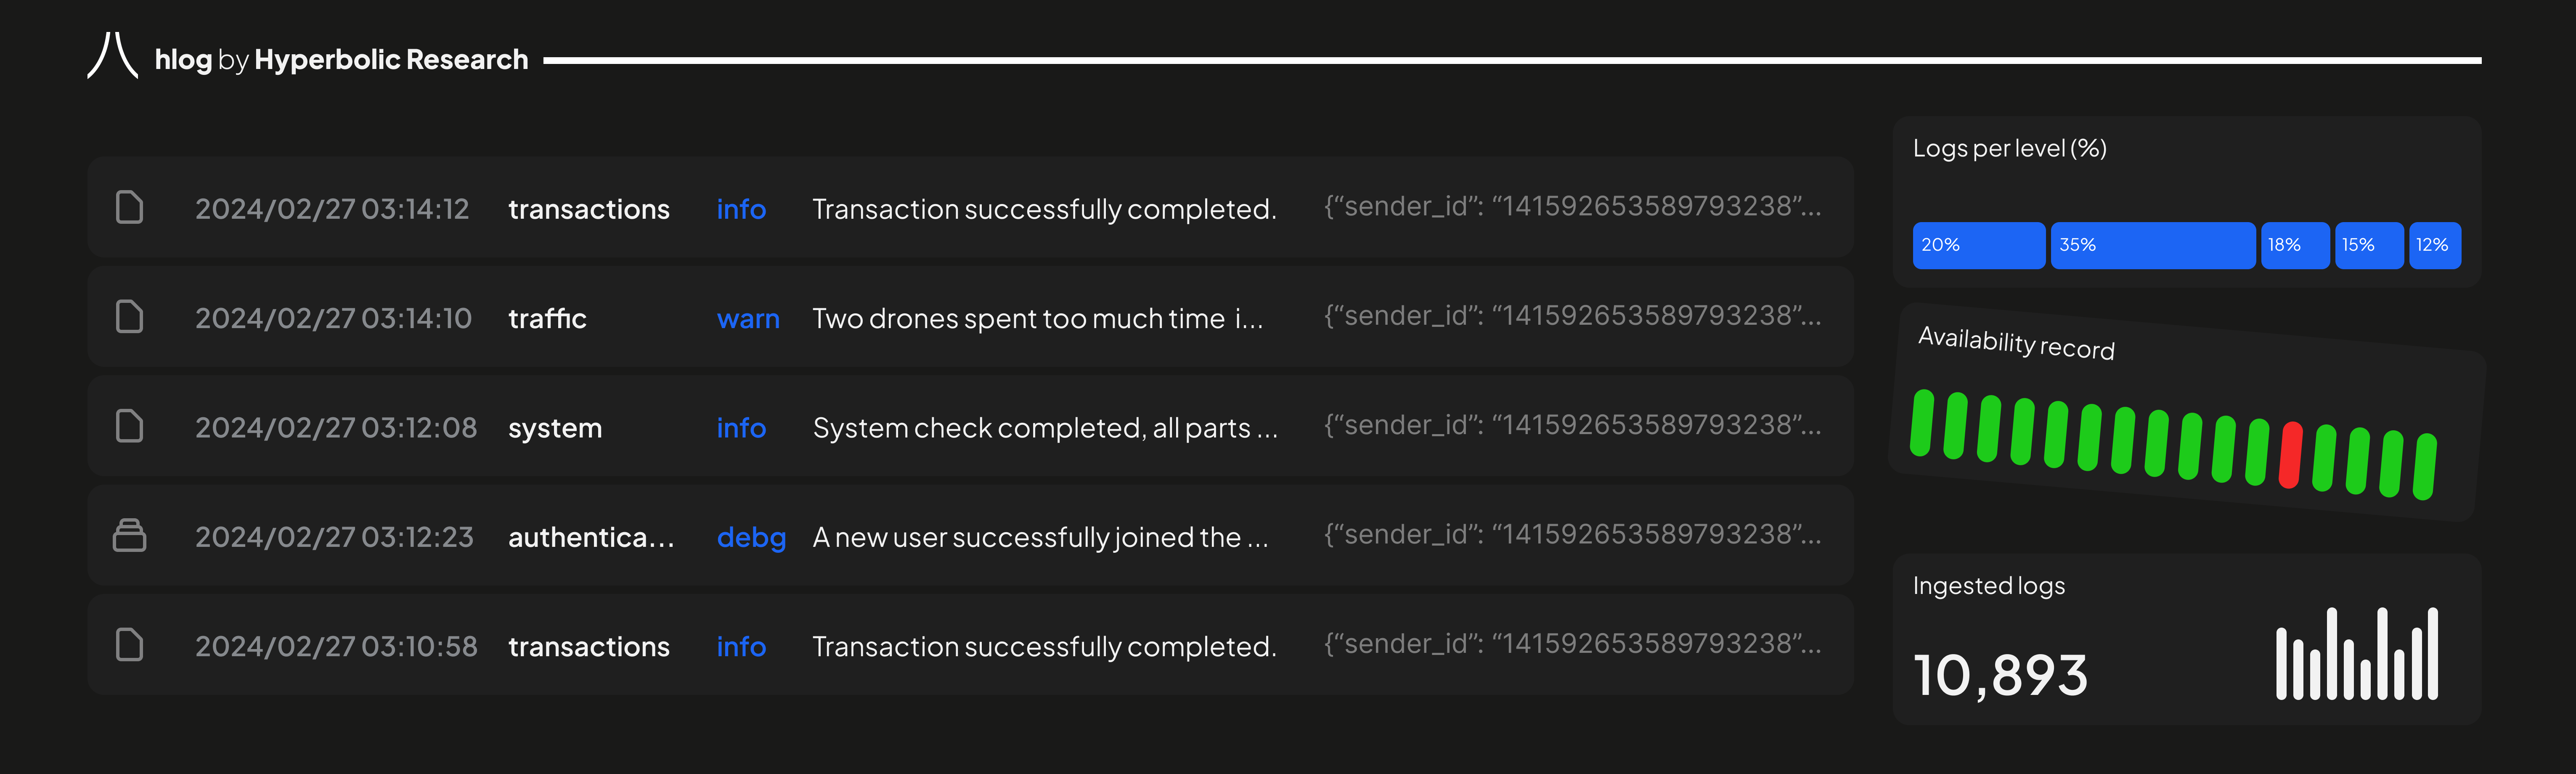 hlog by Hyperbolic Research
2024/02/27 03:14:12 transactions info Transaction successfully completed. {“sender_id”: “141592653589793238”...
2024/02/27 03:14:10 traffic warn Two drones spent too much time i... {“sender_id”: “141592653589793238”...
2024/02/27 03:12:08 system info System check completed, all parts ... {“sender_id”: “141592653589793238”...
2024/02/27 03:12:23 authentica... debg A new user successfully joined the ... {“sender_id”: “141592653589793238”...
2024/02/27 03:10:58 transactions info Transaction successfully completed. {“sender_id”: “141592653589793238”...
Logs per level (%)
20% 35% 18% 15% 12%
Availability record
Ingested logs
10,893